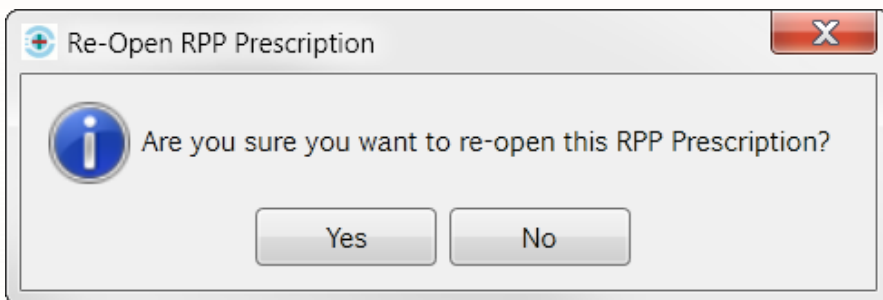 Re-Open RPP Prescription
Are you sure you want to re-open this RPP Prescription?
Yes
No